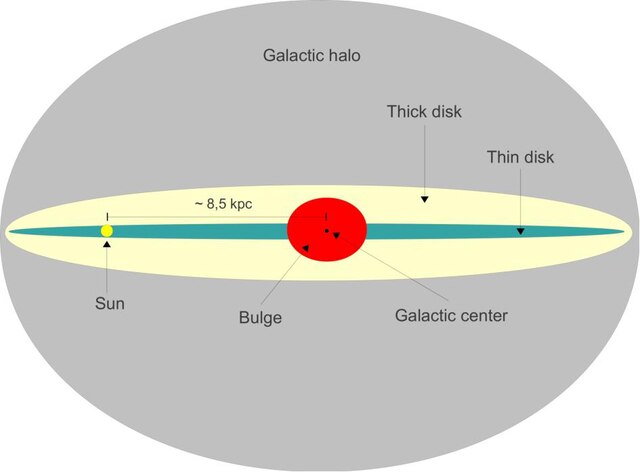 Galactic halo
Thick disk
Thin disk
~ 8,5 kpc
Sun
Bulge
Galactic center